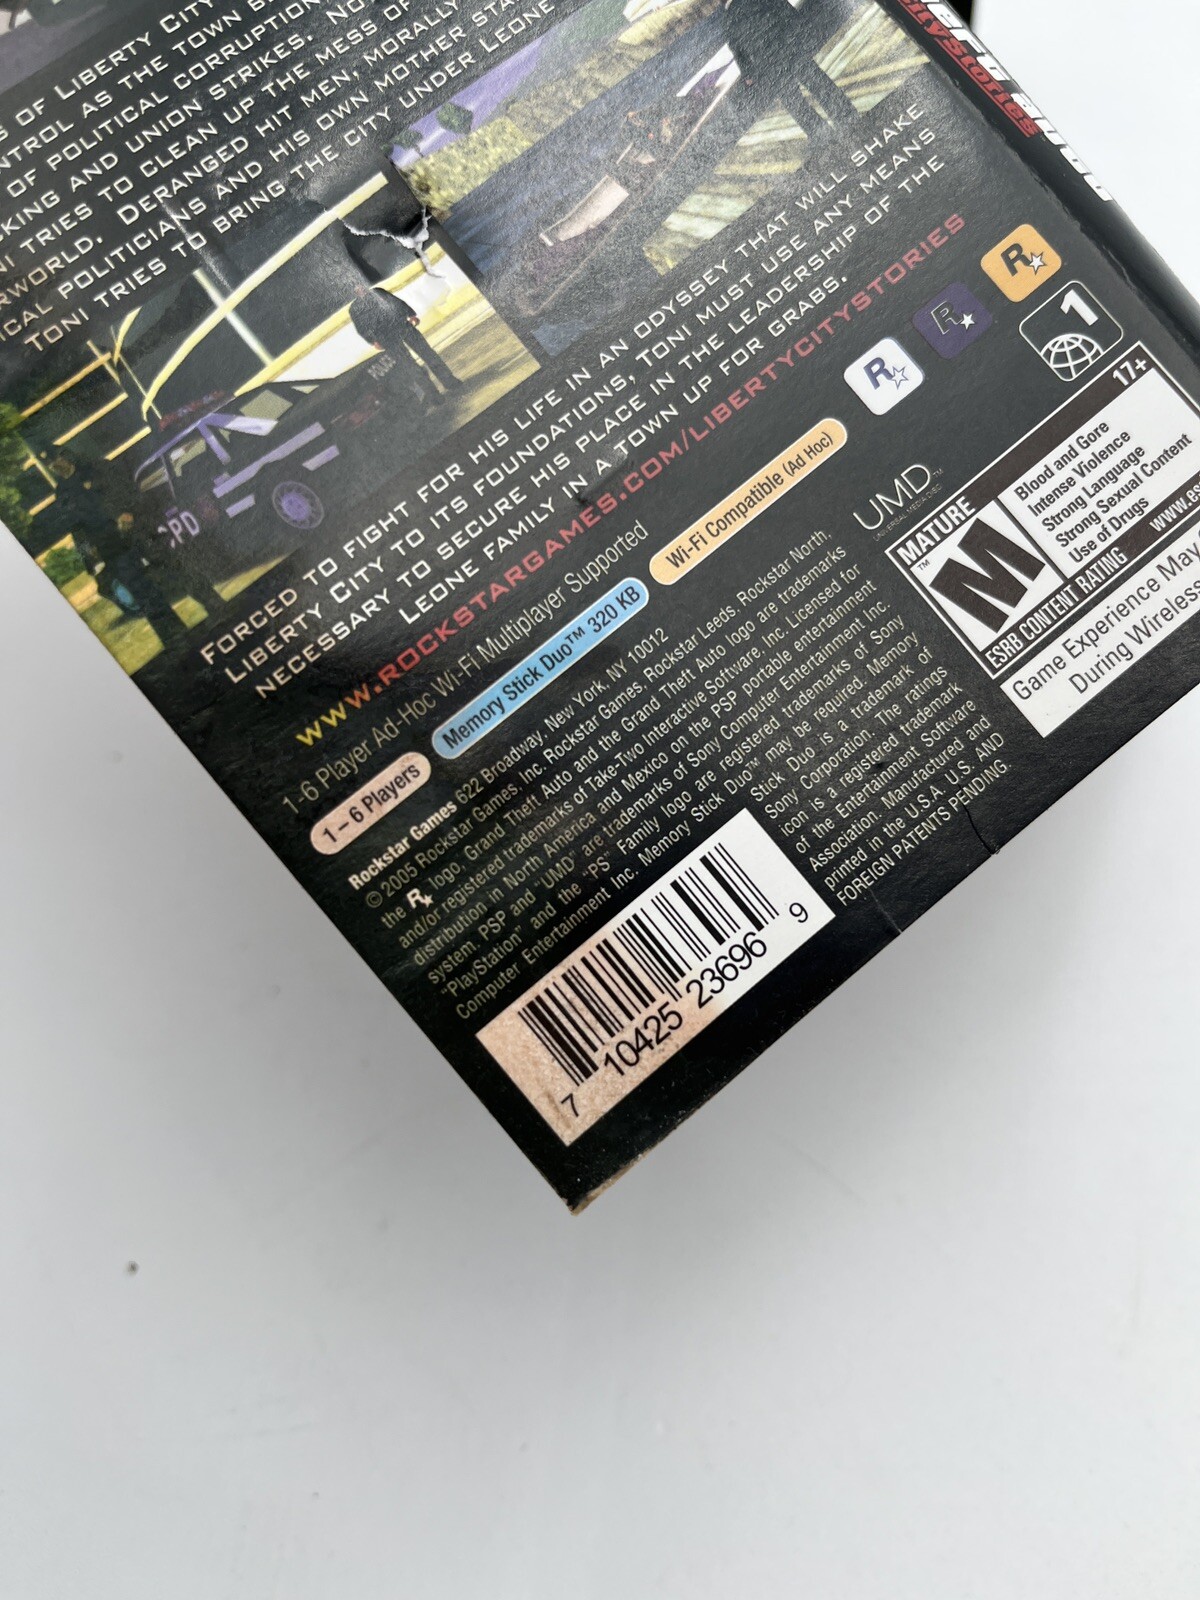 OF LIBERTY CITY
AS THE TOWN
OF POLITICAL CORRUPTION
AND UNION STRIKES.
TRIES TO CLEAN UP THE MESS OF
DERANGED HIT MEN, MORALLY
POLITICIANS AND HIS OWN MOTHER
TONI TRIES TO BRING THE CITY UNDER LEONE
FORCED TO FIGHT FOR HIS LIFE IN AN ODYSSEY THAT WILL SHAKE
LIBERTY CITY TO ITS FOUNDATIONS, TONI MUST USE ANY MEANS
NECESSARY TO SECURE HIS PLACE IN THE LEADERSHIP OF THE
LEONE FAMILY IN A TOWN UP FOR GRABS.
WWW.ROCKSTARGAMES.COM/LIBERTYCITYSTORIES
1-6 Player Ad-Hoc Wi-Fi Multiplayer Supported
1-6 Players
Memory Stick Duo™ 320 KB
Wi-Fi Compatible (Ad Hoc)
R
R
R
1
UMD™
UNIVERSAL MEDIA DISC
MATURE 17+
M
Blood and Gore
Intense Violence
Strong Language
Strong Sexual Content
Use of Drugs
ESRB CONTENT RATING
Game Experience May
During Wireless
Rockstar Games 622 Broadway, New York, NY 10012
© 2005 Rockstar Games, Inc. Rockstar Games, Rockstar Leeds, Rockstar North,
the R logo, Grand Theft Auto and the Grand Theft Auto logo are trademarks
and/or registered trademarks of Take-Two Interactive Software, Inc. Licensed for
distribution in North America and Mexico on the PSP portable entertainment
system. PSP and "UMD" are trademarks of Sony Computer Entertainment Inc.
"PlayStation" and the "PS" Family logo are registered trademarks of Sony
Computer Entertainment Inc. Memory Stick Duo™ may be required. Memory
Stick Duo is a trademark of
Sony Corporation. The ratings
icon is a registered trademark
of the Entertainment Software
Association. Manufactured and
printed in the U.S.A. U.S. AND
FOREIGN PATENTS PENDING.
7 10425 23696 9